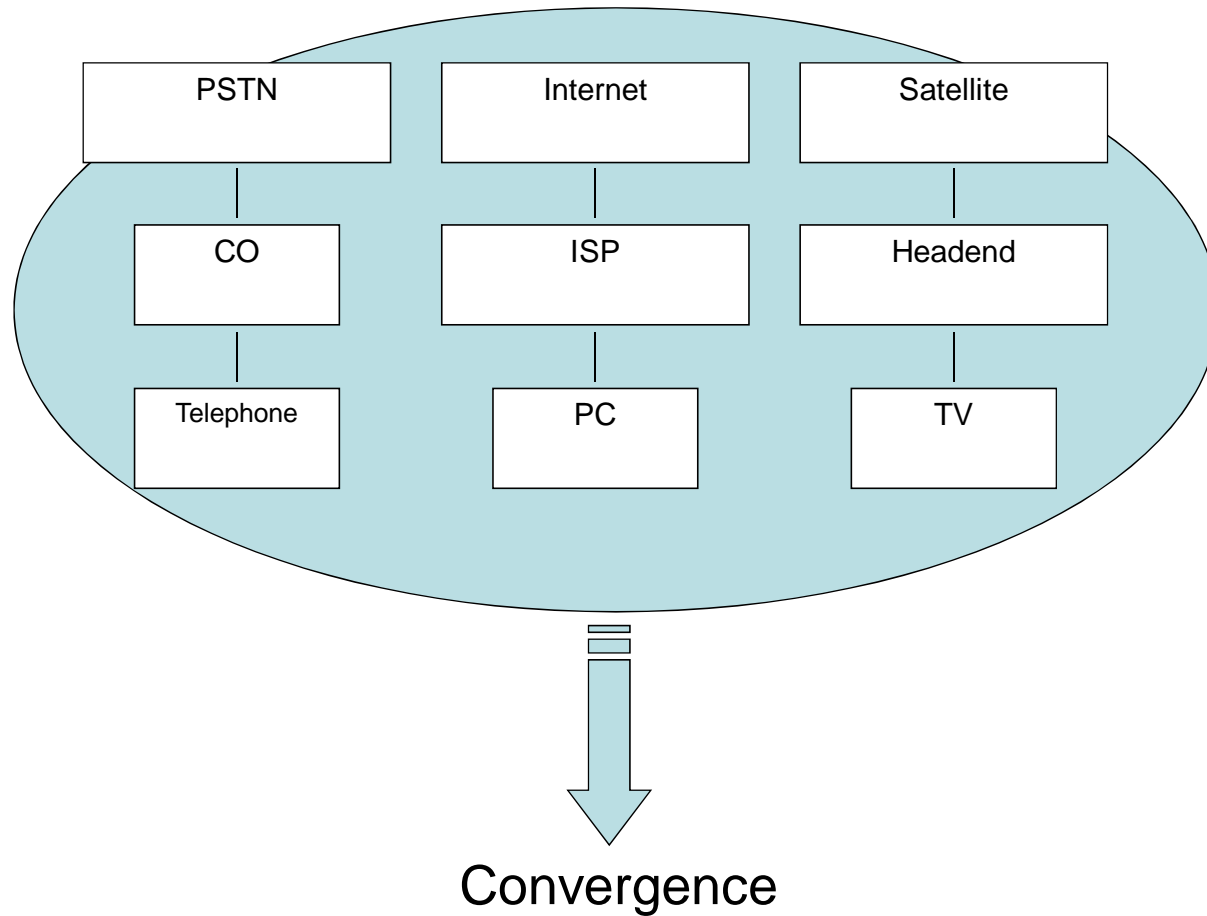 PSTN
Internet
Satellite
CO
ISP
Headend
Telephone
PC
TV
Convergence